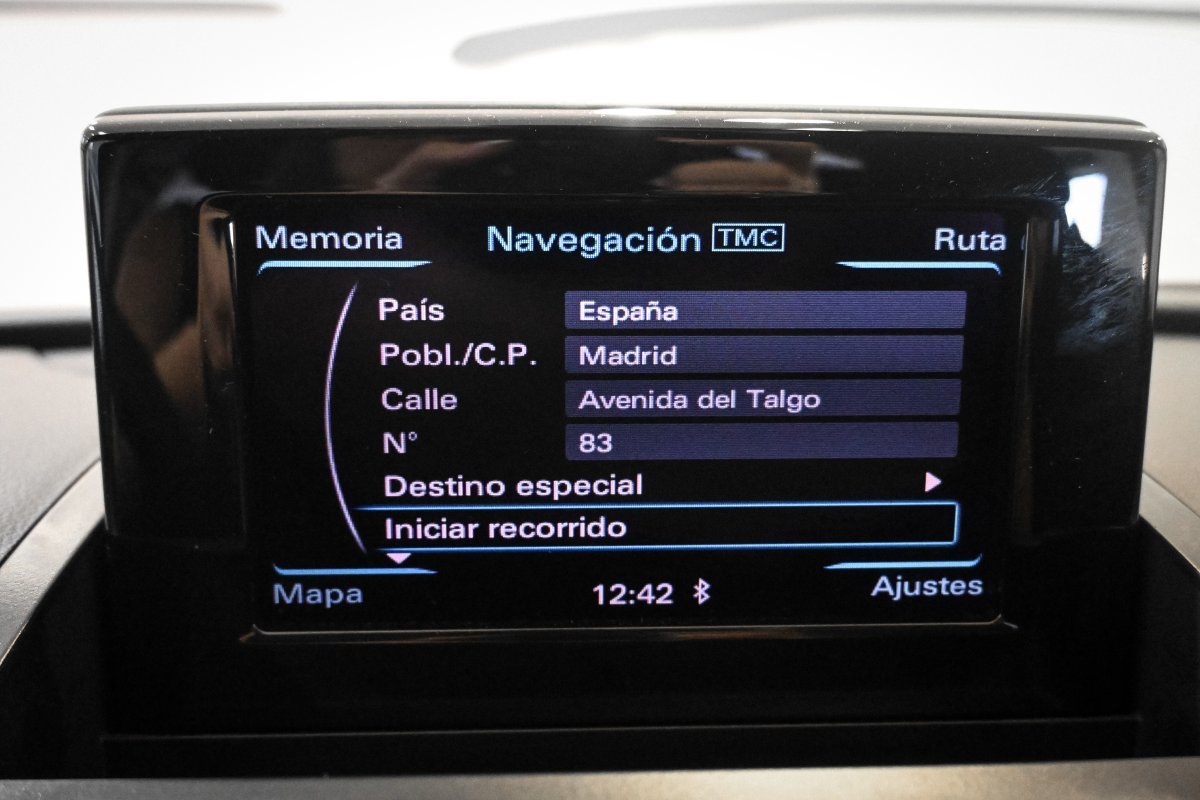 Memoria Navegación TMC Ruta
País España
Pobl./C.P. Madrid
Calle Avenida del Talgo
N° 83
Destino especial
Iniciar recorrido
Mapa 12:42 Ajustes